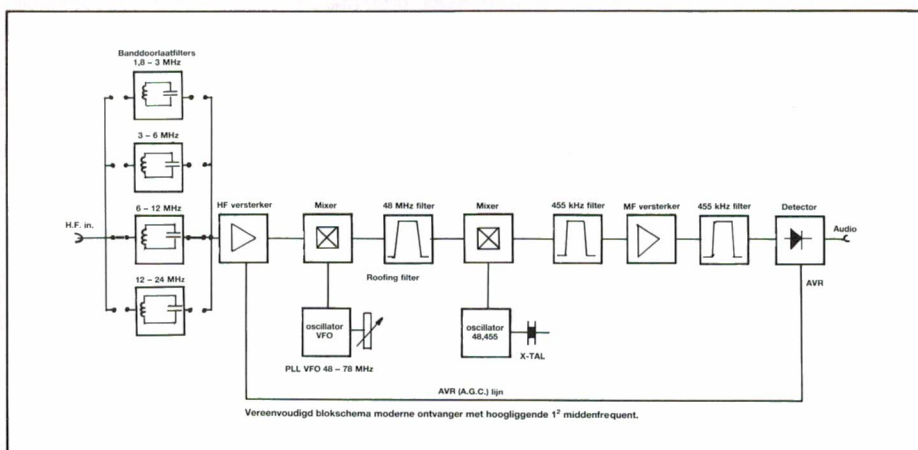 Banddoorlaatfilters
1,8 – 3 MHz
3 – 6 MHz
6 – 12 MHz
12 – 24 MHz
H.F. in.
HF versterker
Mixer
48 MHz filter
Roofing filter
Mixer
455 kHz filter
MF versterker
455 kHz filter
Detector
Audio
AVR
oscillator
VFO
PLL VFO 48 – 78 MHz
oscillator
48,455
X-TAL
AVR (A.G.C.) lijn
Vereenvoudigd blokschema moderne ontvanger met hoogliggende 1² middenfrequent.